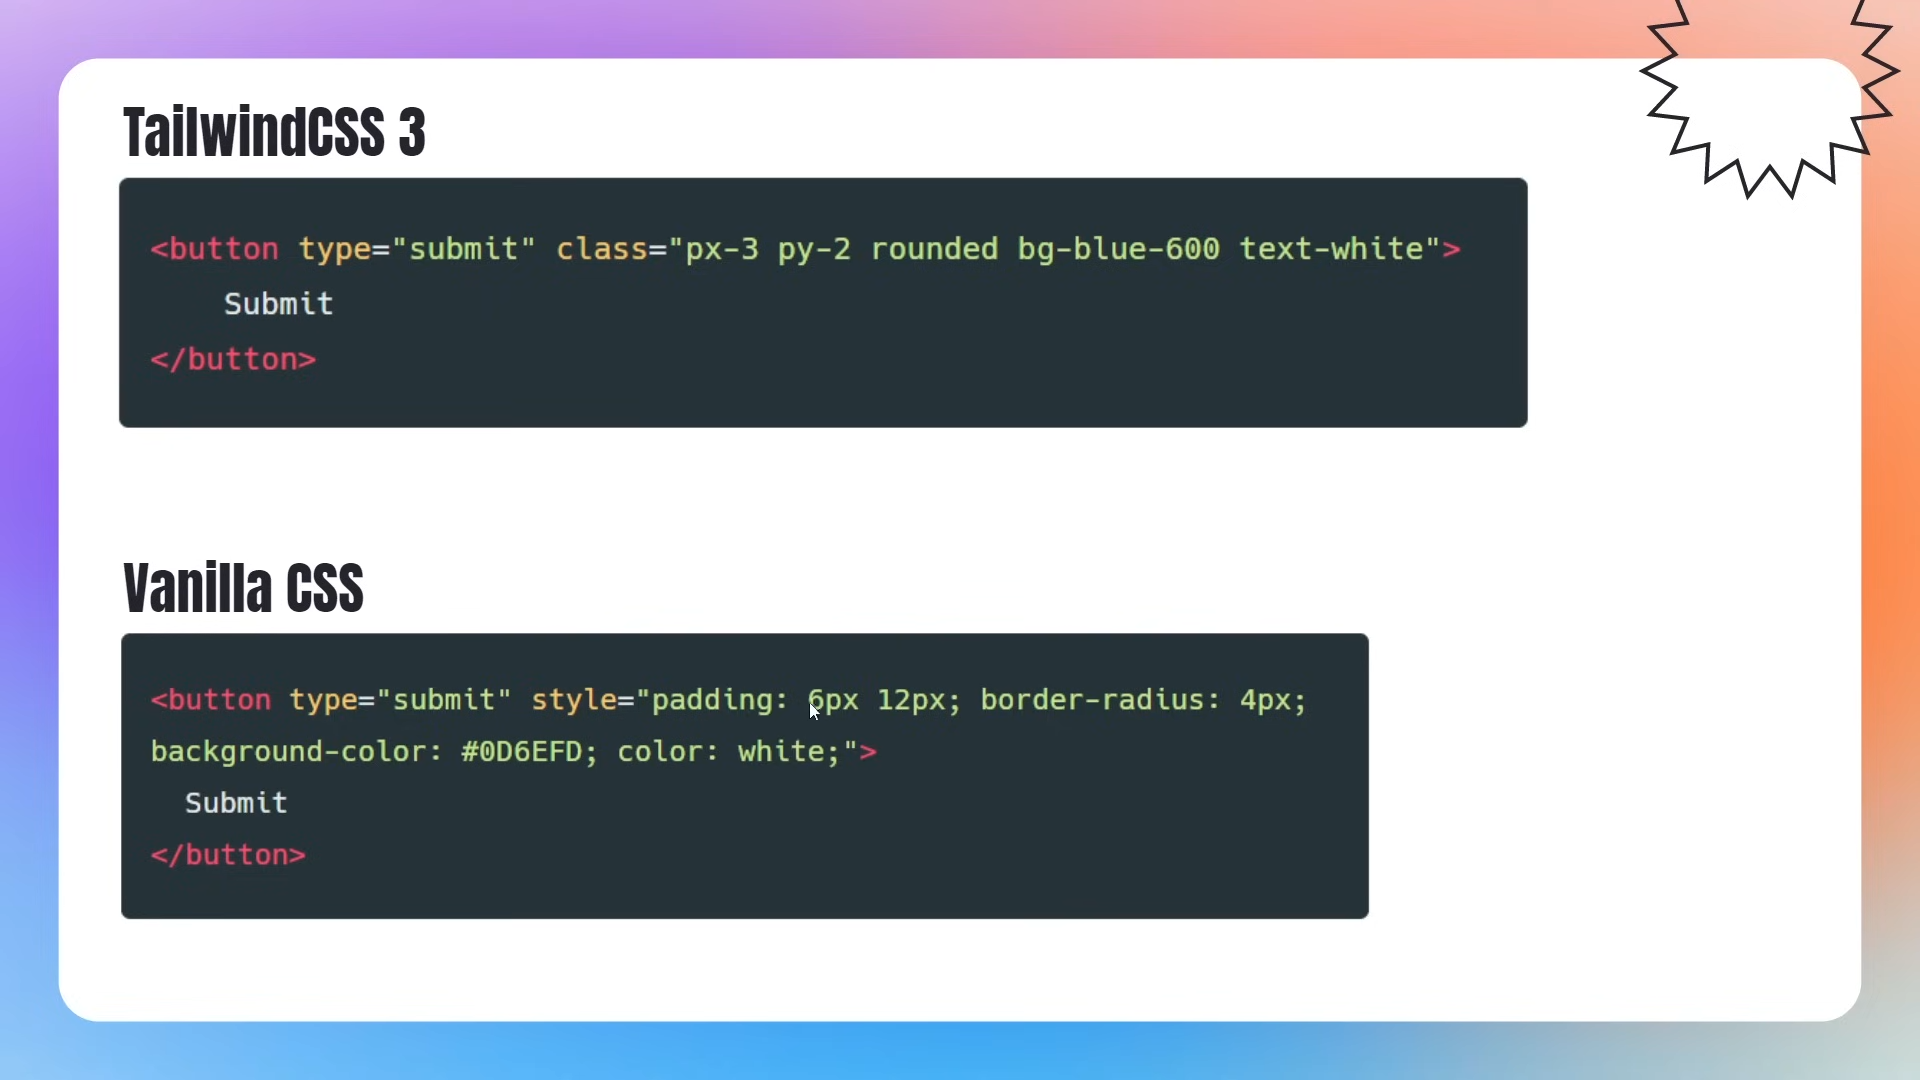 TailwindCSS 3
<button type="submit" class="px-3 py-2 rounded bg-blue-600 text-white">
Submit
</button>
Vanilla CSS
<button type="submit" style="padding: 6px 12px; border-radius: 4px;
background-color: #0D6EFD; color: white;">
Submit
</button>